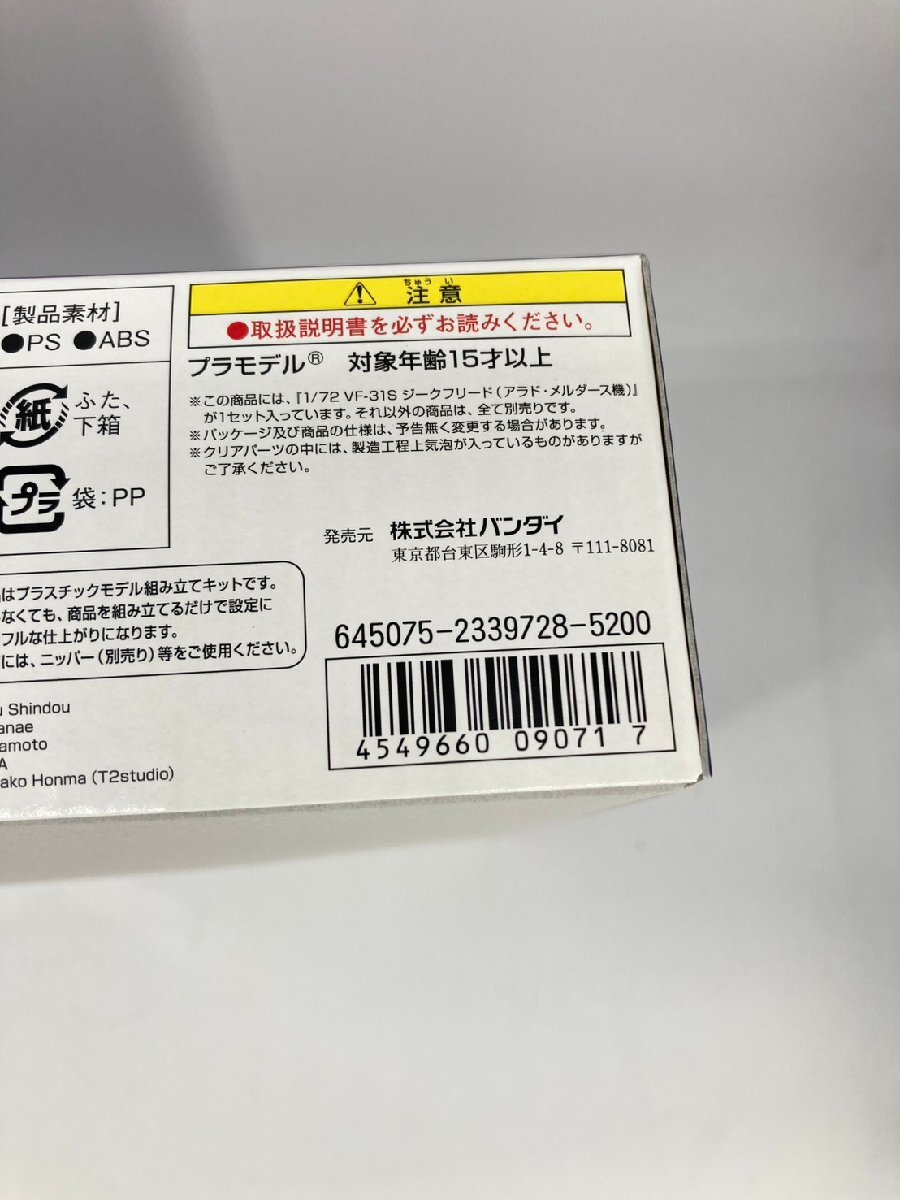 [製品素材]
●PS ●ABS
紙 ふた、
下箱
プラ 袋：PP
ちゅう い
注意
●取扱説明書を必ずお読みください。
プラモデル® 対象年齢15才以上
※この商品には、『1/72 VF-31S ジークフリード（アラド・メルダース機）』
が1セット入っています。それ以外の商品は、全て別売りです。
※パッケージ及び商品の仕様は、予告無く変更する場合があります。
※クリアパーツの中には、製造工程上気泡が入っているものがありますが
ご了承ください。
発売元 株式会社バンダイ
東京都台東区駒形1-4-8 〒111-8081
はプラスチックモデル組み立てキットです。
なくても、商品を組み立てるだけで設定に
フルな仕上がりになります。
には、ニッパー（別売り）等をご使用ください。
645075-2339728-5200
4549660 090717
u Shindou
anae
amoto
A
ako Honma (T2studio)